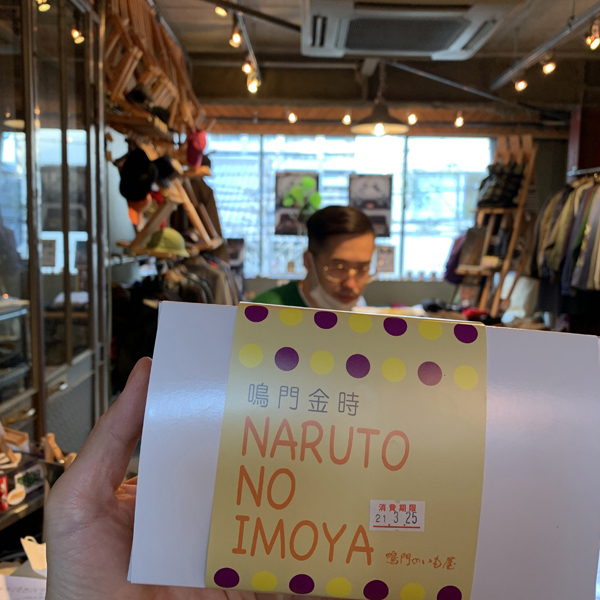 鳴門金時
NARUTO
NO
IMOYA
消費期限
21.3.25
鳴門のいも屋